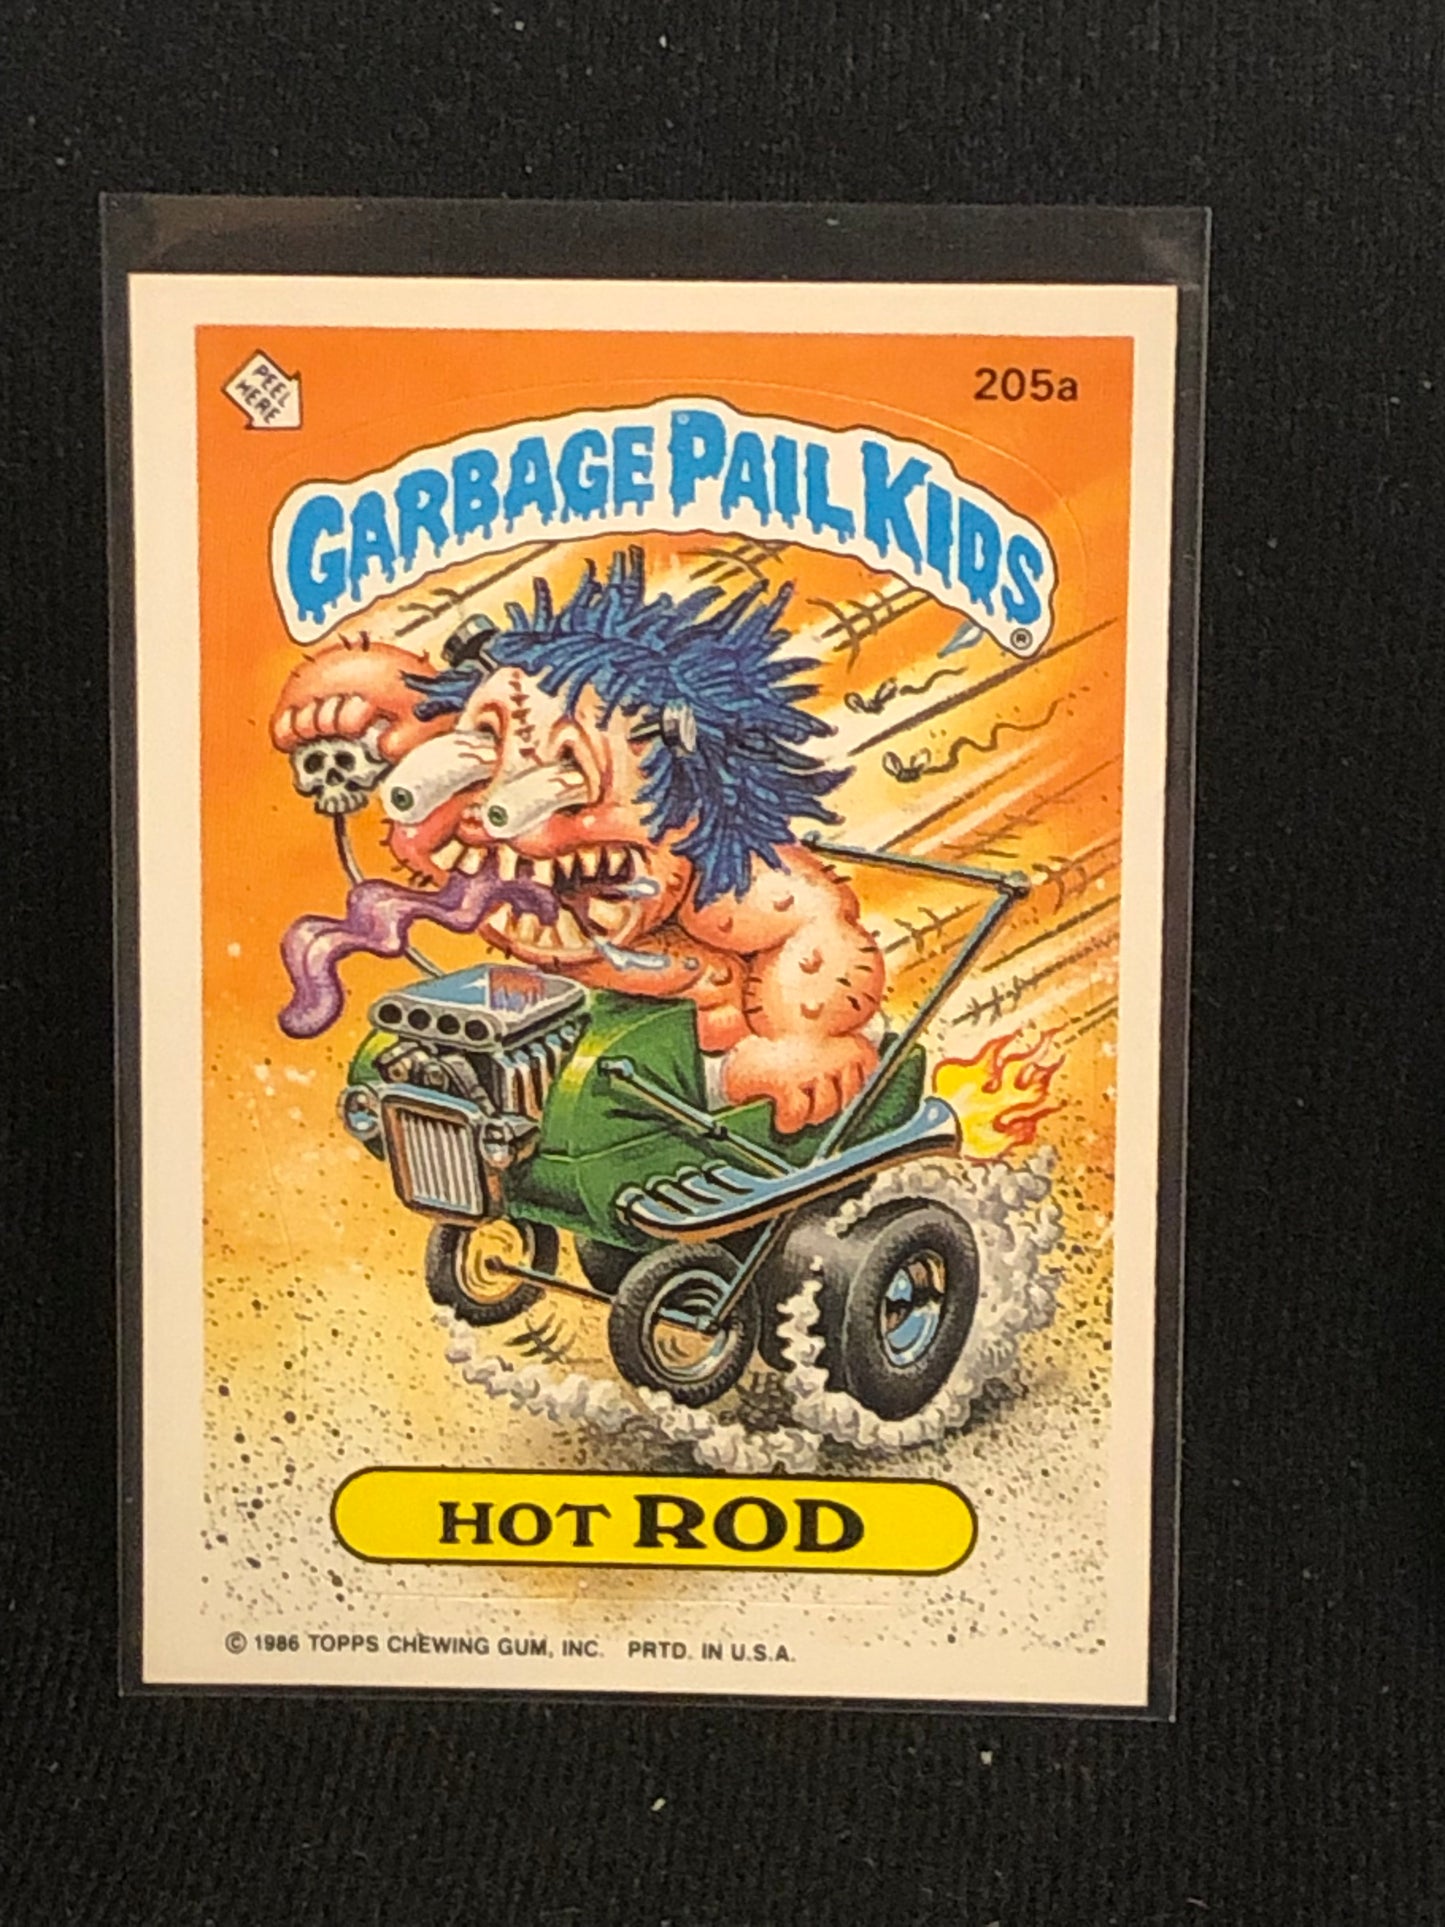 PEEL
HERE
205a
GARBAGE PAIL KIDS
®
HOT ROD
© 1986 TOPPS CHEWING GUM, INC. PRTD. IN U.S.A.